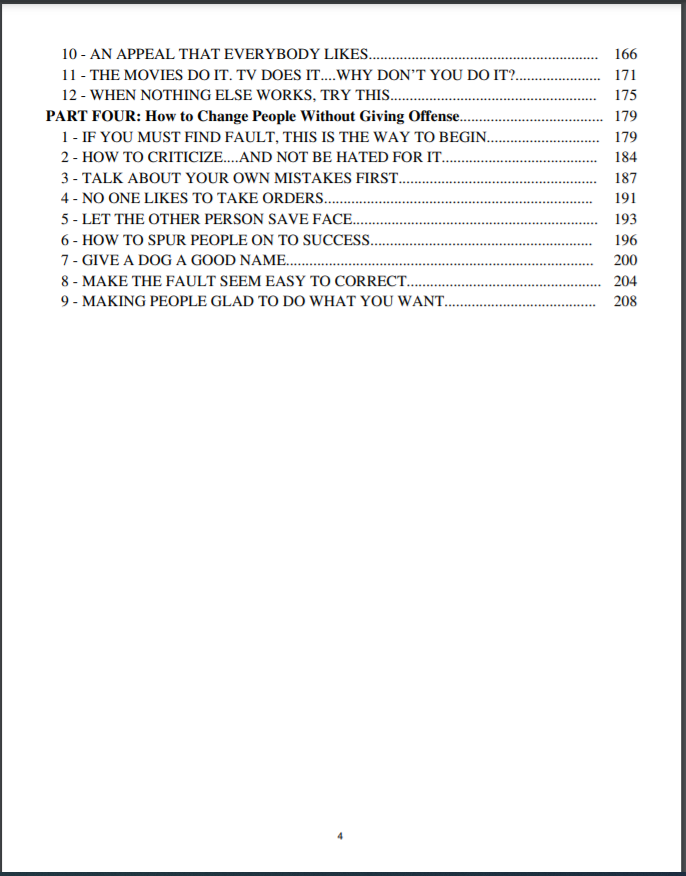 10 - AN APPEAL THAT EVERYBODY LIKES.......................................................... 166
11 - THE MOVIES DO IT. TV DOES IT....WHY DON'T YOU DO IT?...................... 171
12 - WHEN NOTHING ELSE WORKS, TRY THIS.................................................... 175
PART FOUR: How to Change People Without Giving Offense.................................... 179
1 - IF YOU MUST FIND FAULT, THIS IS THE WAY TO BEGIN............................ 179
2 - HOW TO CRITICIZE....AND NOT BE HATED FOR IT....................................... 184
3 - TALK ABOUT YOUR OWN MISTAKES FIRST.................................................. 187
4 - NO ONE LIKES TO TAKE ORDERS.................................................................... 191
5 - LET THE OTHER PERSON SAVE FACE.............................................................. 193
6 - HOW TO SPUR PEOPLE ON TO SUCCESS........................................................ 196
7 - GIVE A DOG A GOOD NAME.............................................................................. 200
8 - MAKE THE FAULT SEEM EASY TO CORRECT................................................. 204
9 - MAKING PEOPLE GLAD TO DO WHAT YOU WANT...................................... 208
4